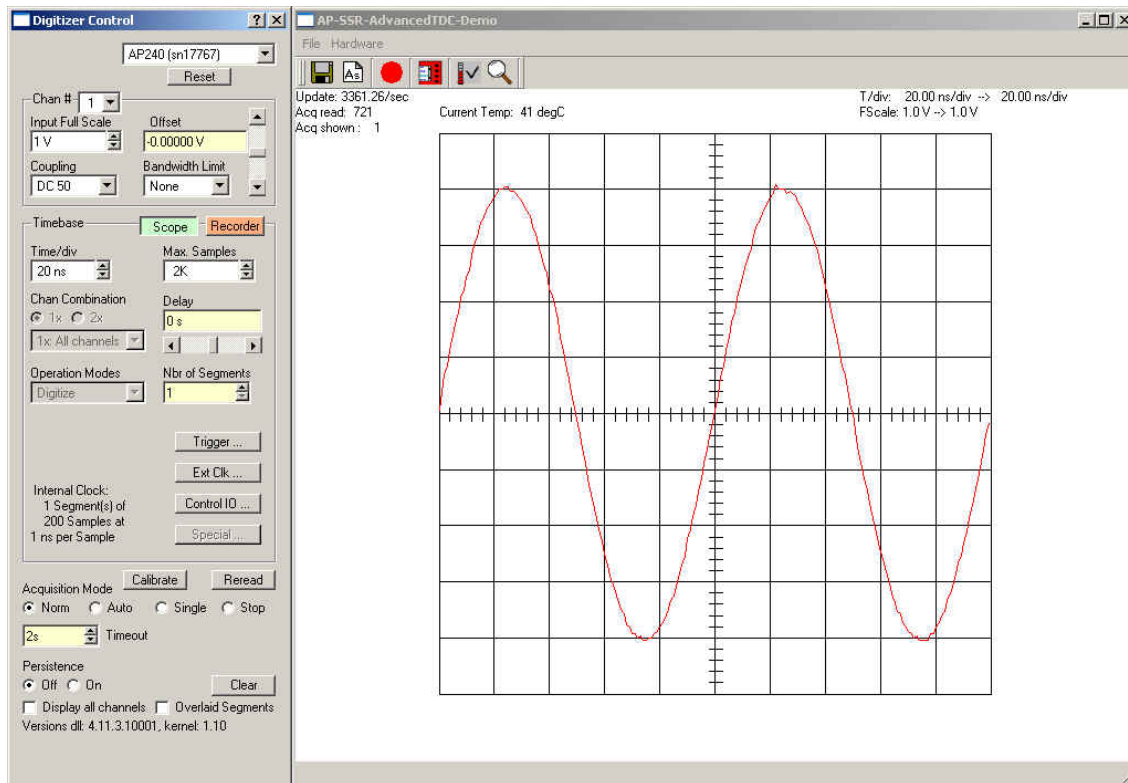 Digitizer Control
AP240 (sn17767)
Reset
Chan # 1
Input Full Scale Offset
1 V -0.00000 V
Coupling Bandwidth Limit
DC 50 None
Timebase Scope Recorder
Time/div Max. Samples
20 ns 2K
Chan Combination Delay
1x 2x 0 s
1x: All channels
Operation Modes Nbr of Segments
Digitize 1
Trigger ...
Ext Clk ...
Internal Clock:
1 Segment(s) of
200 Samples at
1 ns per Sample
Control IO ...
Special ...
Acquisition Mode Calibrate Reread
Norm Auto Single Stop
2s Timeout
Persistence
Off On Clear
Display all channels Overlaid Segments
Versions dll: 4.11.3.10001, kernel: 1.10
AP-SSR-AdvancedTDC-Demo
File Hardware
As
Update: 3361.26/sec
Acq read: 721
Acq shown : 1
Current Temp: 41 degC
T/div: 20.00 ns/div --> 20.00 ns/div
FScale: 1.0 V --> 1.0 V